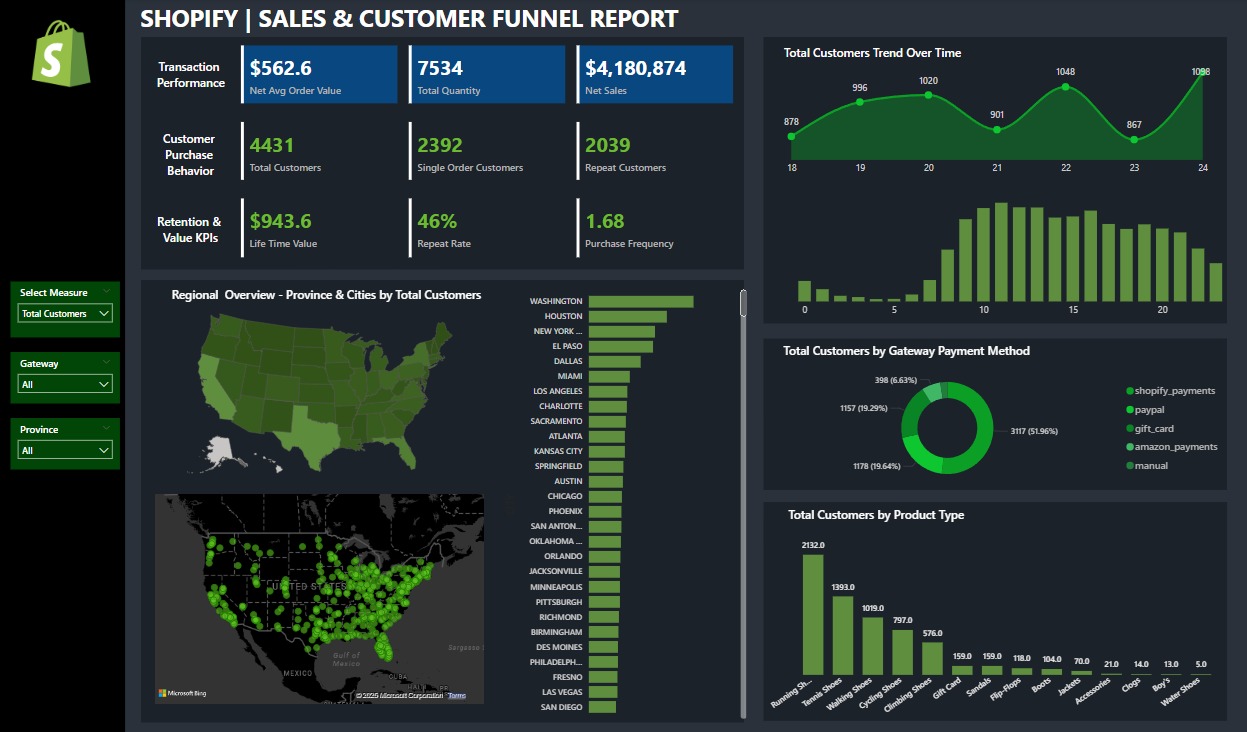 SHOPIFY | SALES & CUSTOMER FUNNEL REPORT
Transaction
Performance
$562.6
Net Avg Order Value
7534
Total Quantity
$4,180,874
Net Sales
Customer
Purchase
Behavior
4431
Total Customers
2392
Single Order Customers
2039
Repeat Customers
Retention &
Value KPIs
$943.6
Life Time Value
46%
Repeat Rate
1.68
Purchase Frequency
Select Measure
Total Customers
Gateway
All
Province
All
Regional Overview - Province & Cities by Total Customers
WASHINGTON
HOUSTON
NEW YORK ...
EL PASO
DALLAS
MIAMI
LOS ANGELES
CHARLOTTE
SACRAMENTO
ATLANTA
KANSAS CITY
SPRINGFIELD
AUSTIN
CHICAGO
PHOENIX
SAN ANTON...
OKLAHOMA ...
ORLANDO
JACKSONVILLE
MINNEAPOLIS
PITTSBURGH
RICHMOND
BIRMINGHAM
DES MOINES
PHILADELPH...
FRESNO
LAS VEGAS
SAN DIEGO
UNITED STATES
Gulf of
Mexico
MEXICO
CUBA
Sargasso
Microsoft Bing
Microsoft Corporation Terms
Total Customers Trend Over Time
878
996
1020
901
1048
867
1098
18 19 20 21 22 23 24
0 5 10 15 20
Total Customers by Gateway Payment Method
398 (6.63%)
1157 (19.29%)
1178 (19.64%)
3117 (51.96%)
shopify_payments
paypal
gift_card
amazon_payments
manual
Total Customers by Product Type
2132.0
1393.0
1019.0
797.0
576.0
159.0
159.0
118.0
104.0
70.0
21.0
14.0
13.0
5.0
Running Sh...
Tennis Shoes
Walking Shoes
Cycling Shoes
Climbing Shoes
Gift Card
Sandals
Flip-Flops
Boots
Jackets
Accessories
Clogs
Boy's
Water Shoes